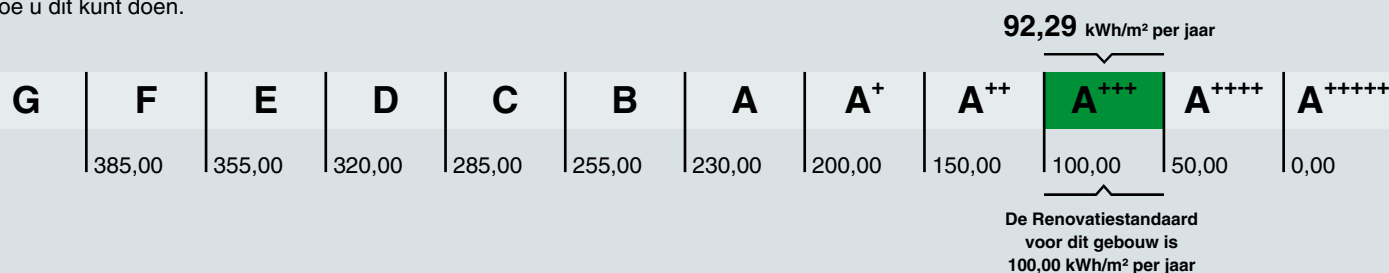 oe u dit kunt doen.
92,29 kWh/m² per jaar
G F E D C B A A+ A++ A+++ A++++ A+++++
385,00 355,00 320,00 285,00 255,00 230,00 200,00 150,00 100,00 50,00 0,00
De Renovatiestandaard
voor dit gebouw is
100,00 kWh/m² per jaar